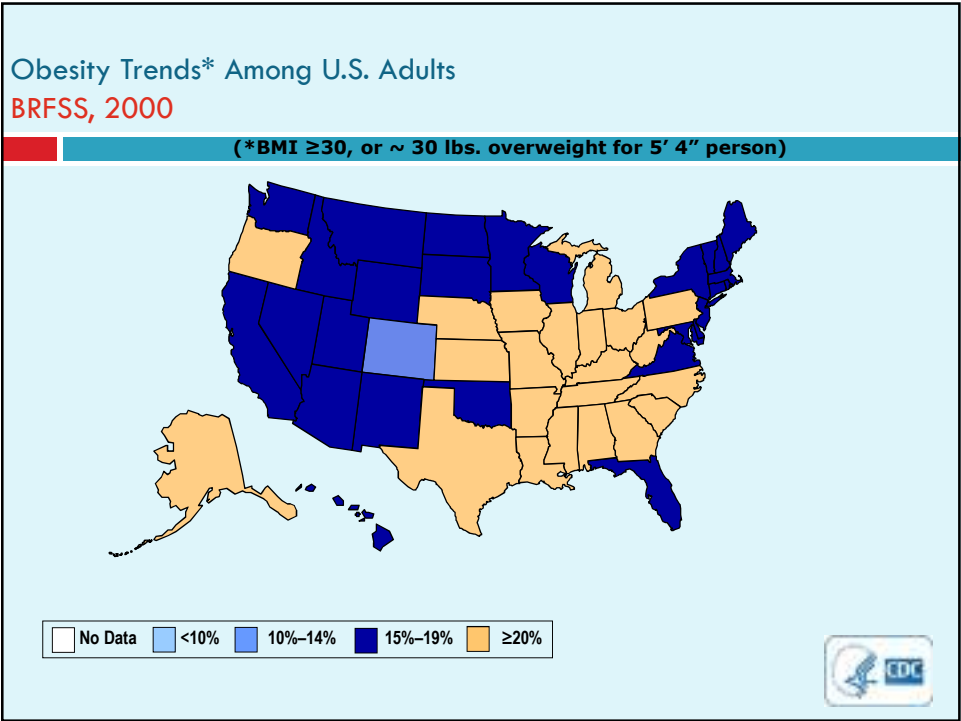 Obesity Trends* Among U.S. Adults
BRFSS, 2000
(*BMI ≥30, or ~ 30 lbs. overweight for 5′ 4″ person)
No Data <10% 10%–14% 15%–19% ≥20%
CDC